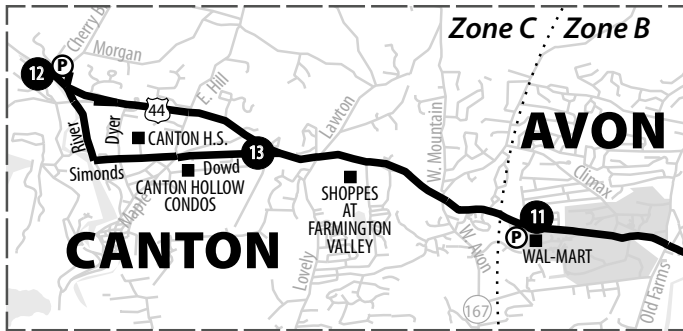 Zone C
Zone B
Cherry B
Morgan
12
P
E. Hill
44
Lawton
W. Mountain
AVON
River
Dyer
CANTON H.S.
13
Simonds
Dowd
CANTON HOLLOW
CONDOS
Maple
SHOPPES
AT
FARMINGTON
VALLEY
Climax
11
P
WAL-MART
CANTON
Lovely
W. Avon
167
Old Farms